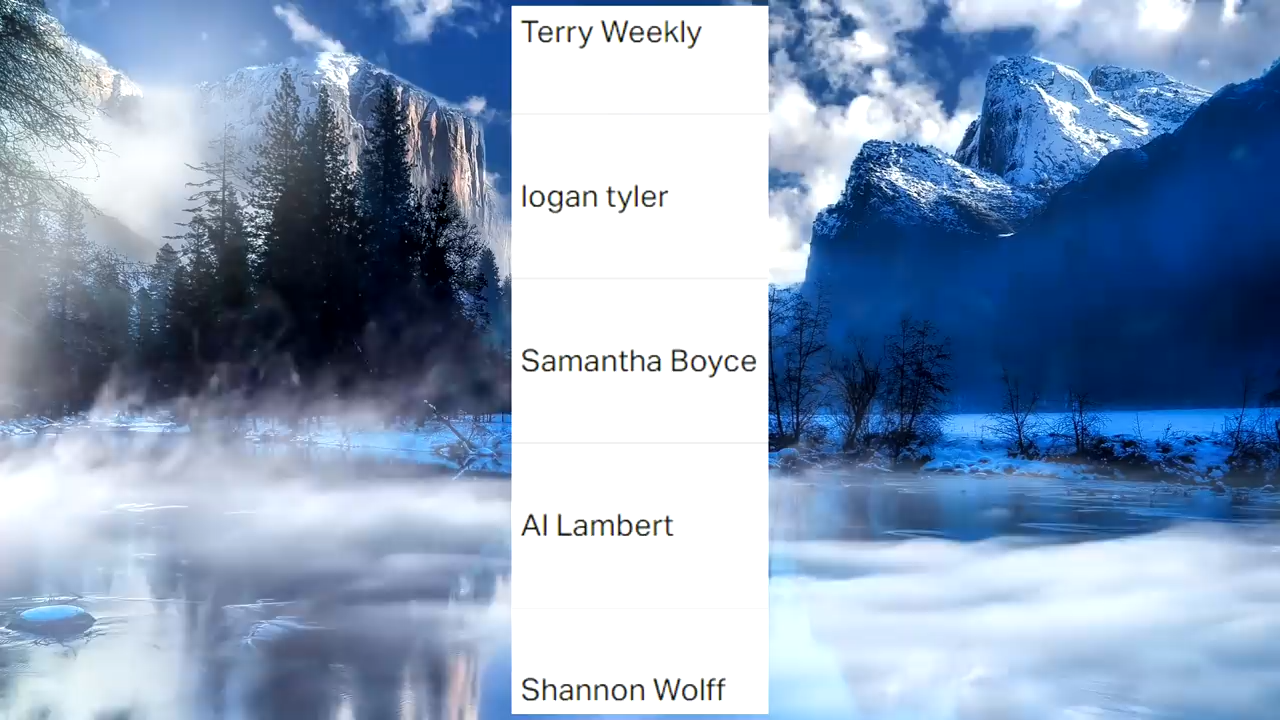 Terry Weekly
logan tyler
Samantha Boyce
Al Lambert
Shannon Wolff